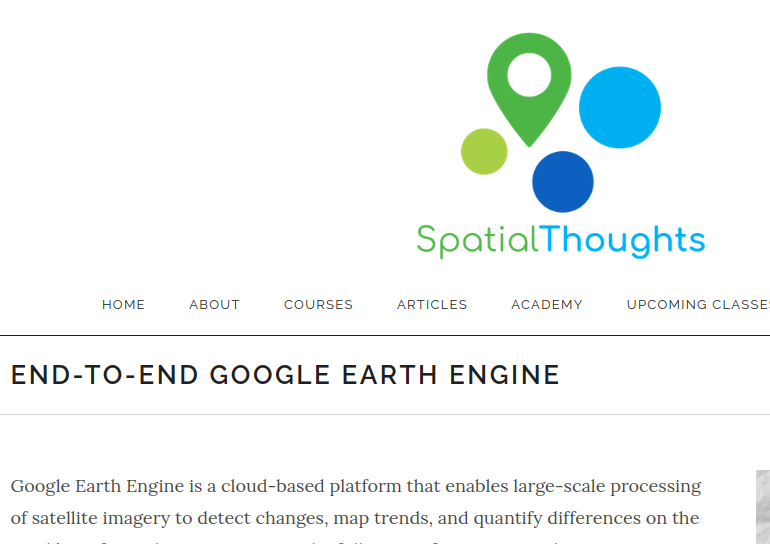 SpatialThoughts
HOME ABOUT COURSES ARTICLES ACADEMY UPCOMING CLASSES
END-TO-END GOOGLE EARTH ENGINE
Google Earth Engine is a cloud-based platform that enables large-scale processing
of satellite imagery to detect changes, map trends, and quantify differences on the